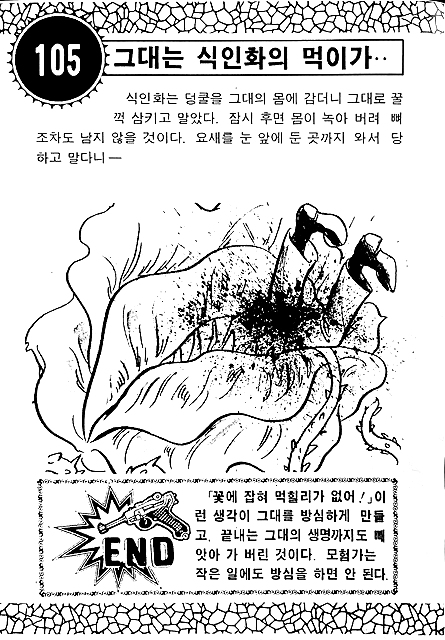 105
그대는 식인화의 먹이가‥
식인화는 덩쿨을 그대의 몸에 감더니 그대로 꿀
꺽 삼키고 말았다. 잠시 후면 몸이 녹아 버려 뼈
조차도 남지 않을 것이다. 요새를 눈 앞에 둔 곳까지 와서 당
하고 말다니―
END
「꽃에 잡혀 먹힐리가 없어!」이
런 생각이 그대를 방심하게 만들
고, 끝내는 그대의 생명까지도 빼
앗아 가 버린 것이다. 모험가는
작은 일에도 방심을 하면 안 된다.